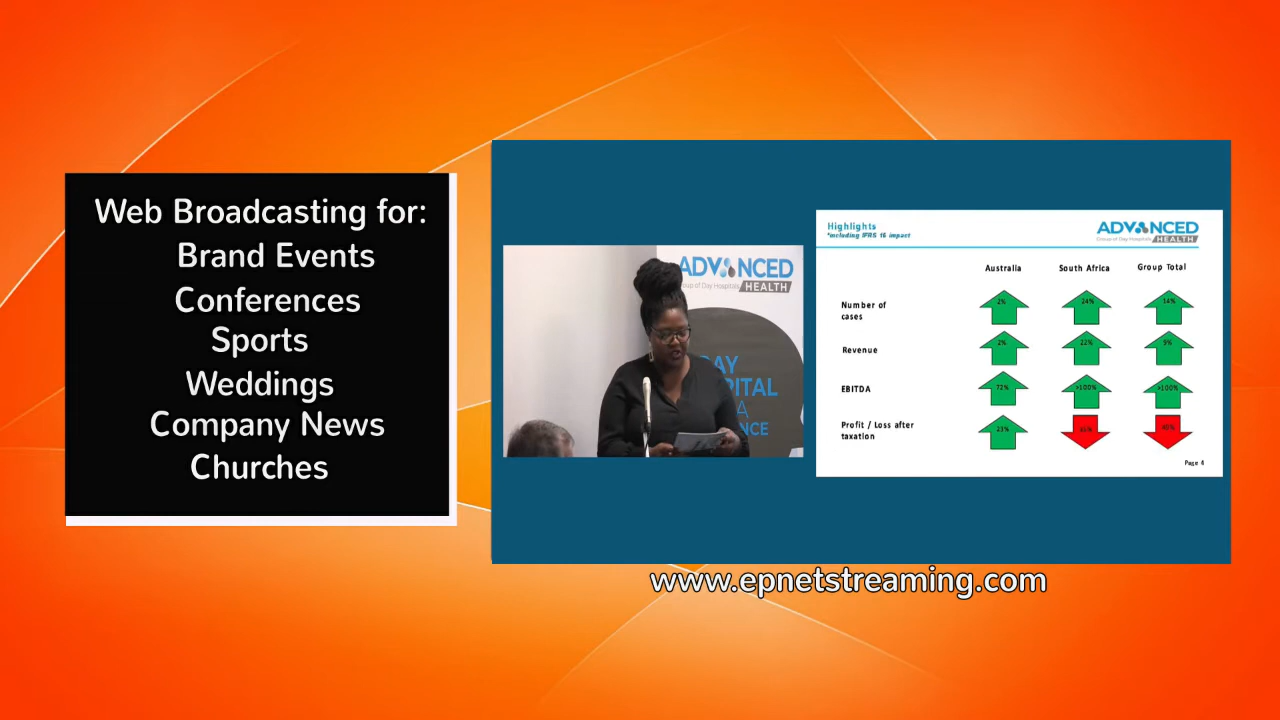 Web Broadcasting for:
Brand Events
Conferences
Sports
Weddings
Company News
Churches
ADVANCED
Group of Day Hospitals HEALTH
Highlights
*including IFRS 16 impact
ADVANCED
Group of Day Hospitals HEALTH
Australia South Africa Group Total
Number of cases 2% 24% 14%
Revenue 2% 22% 9%
EBITDA 72% >100% >100%
Profit / Loss after taxation 23% 40%
Page 4
www.epnetstreaming.com